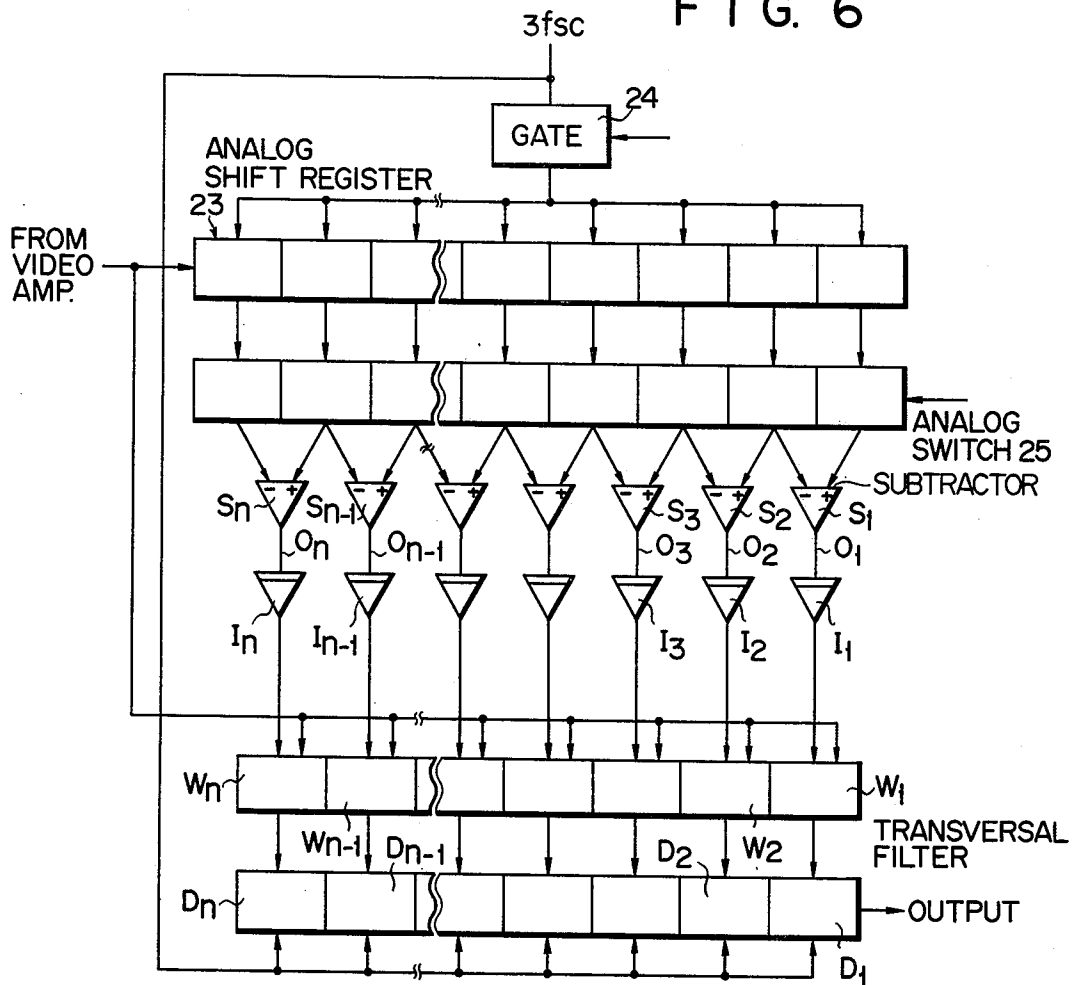 FIG. 6
3fsc
24
GATE
ANALOG
SHIFT REGISTER
23
FROM
VIDEO
AMP.
ANALOG
SWITCH 25
SUBTRACTOR
- +
- +
- +
- +
- +
- +
- +
Sn
Sn-1
S3
S2
S1
On
On-1
O3
O2
O1
In
In-1
I3
I2
I1
Wn
W1
Wn-1
W2
TRANSVERSAL
FILTER
Dn-1
D2
Dn
OUTPUT
D1